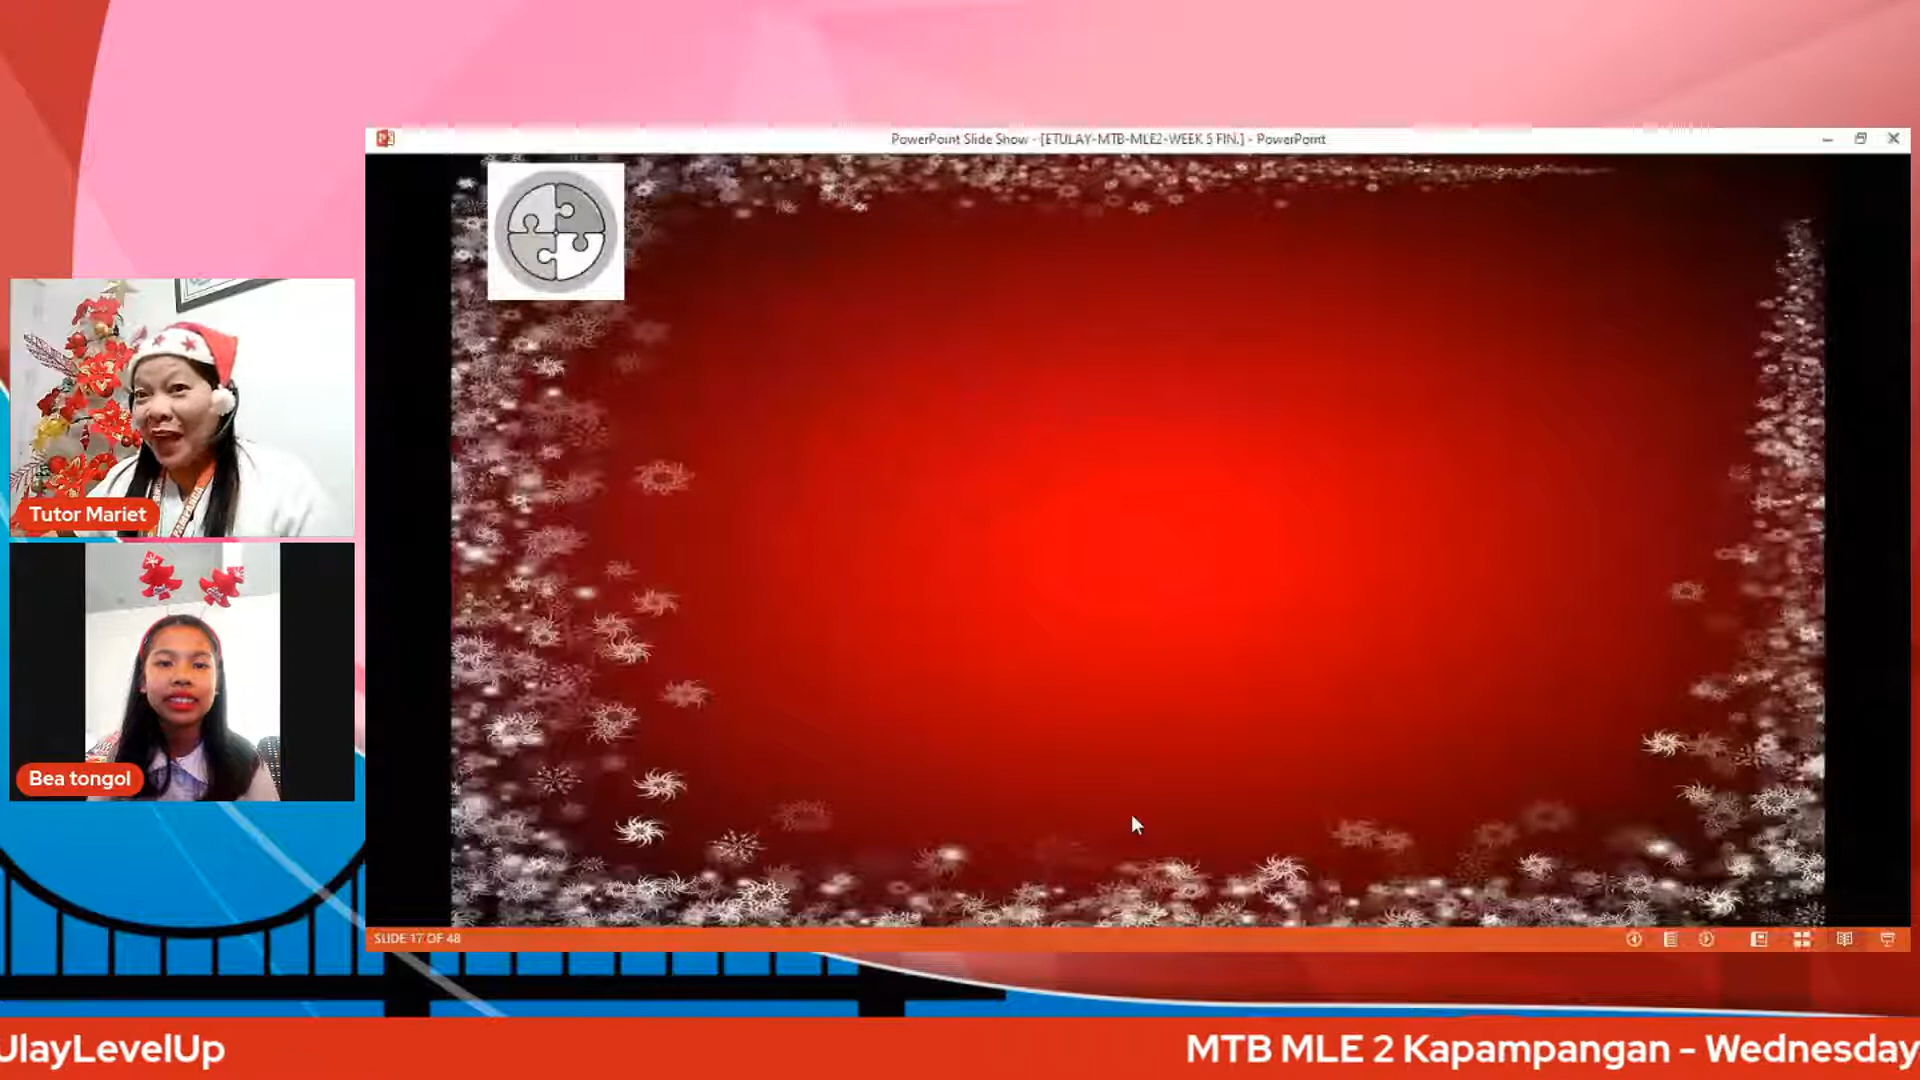 PowerPoint Slide Show - [ETULAY-MTB-MLE2-WEEK 5 FIN.] - PowerPoint
Tutor Mariet
Bea tongol
SLIDE 17 OF 48
UlayLevelUp
MTB MLE 2 Kapampangan - Wednesday